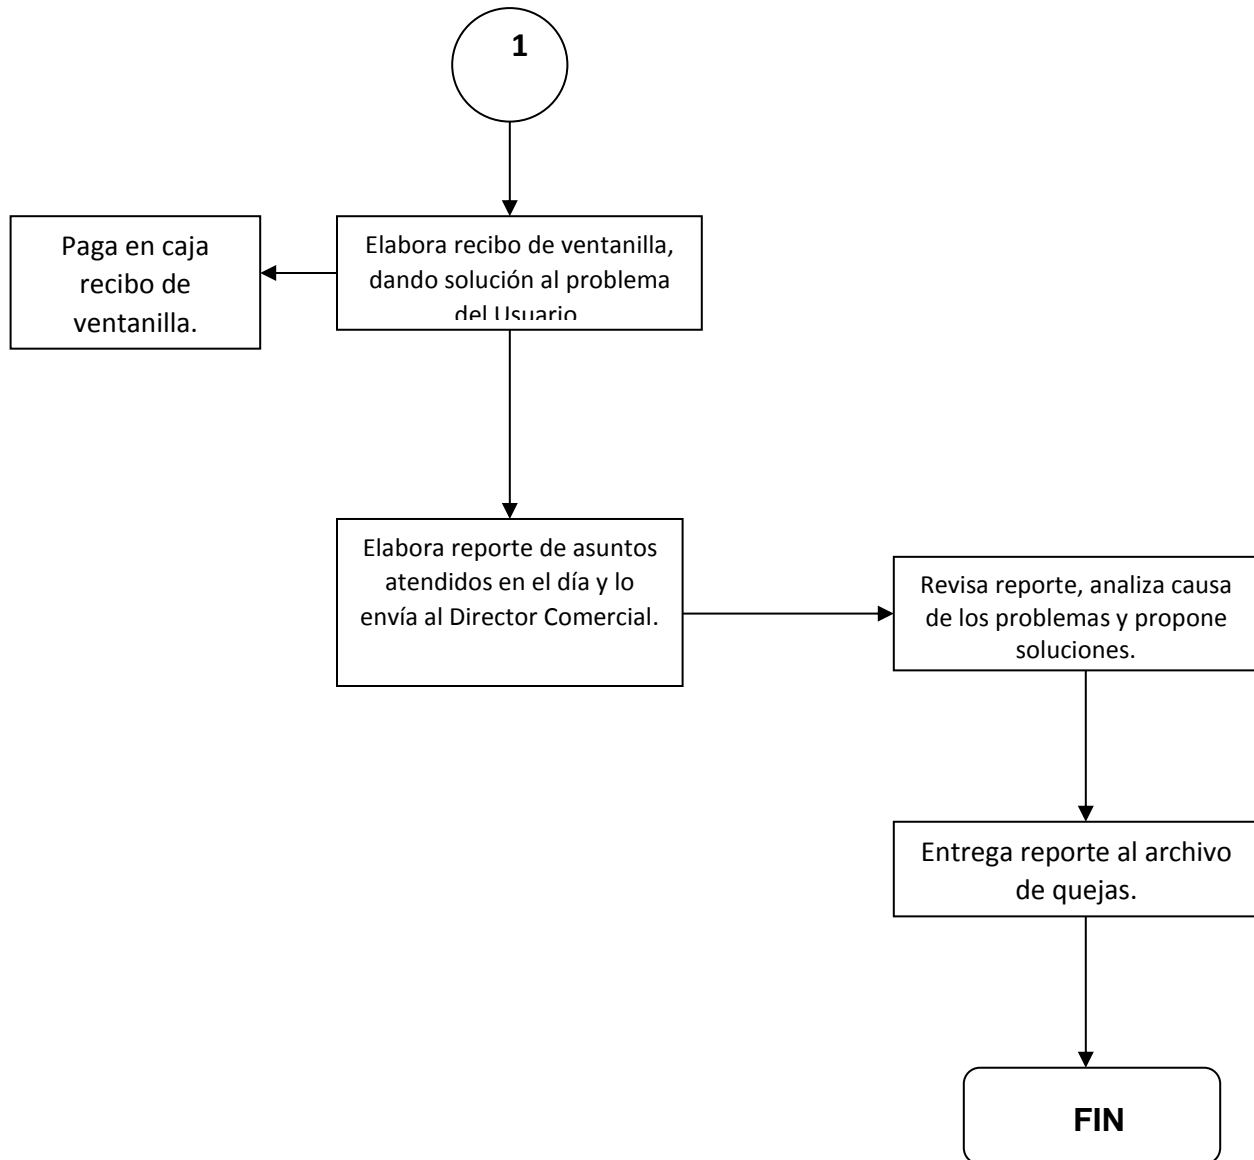 1
Paga en caja
recibo de
ventanilla.
Elabora recibo de ventanilla,
dando solución al problema
del Usuario
Elabora reporte de asuntos
atendidos en el día y lo
envía al Director Comercial.
Revisa reporte, analiza causa
de los problemas y propone
soluciones.
Entrega reporte al archivo
de quejas.
FIN